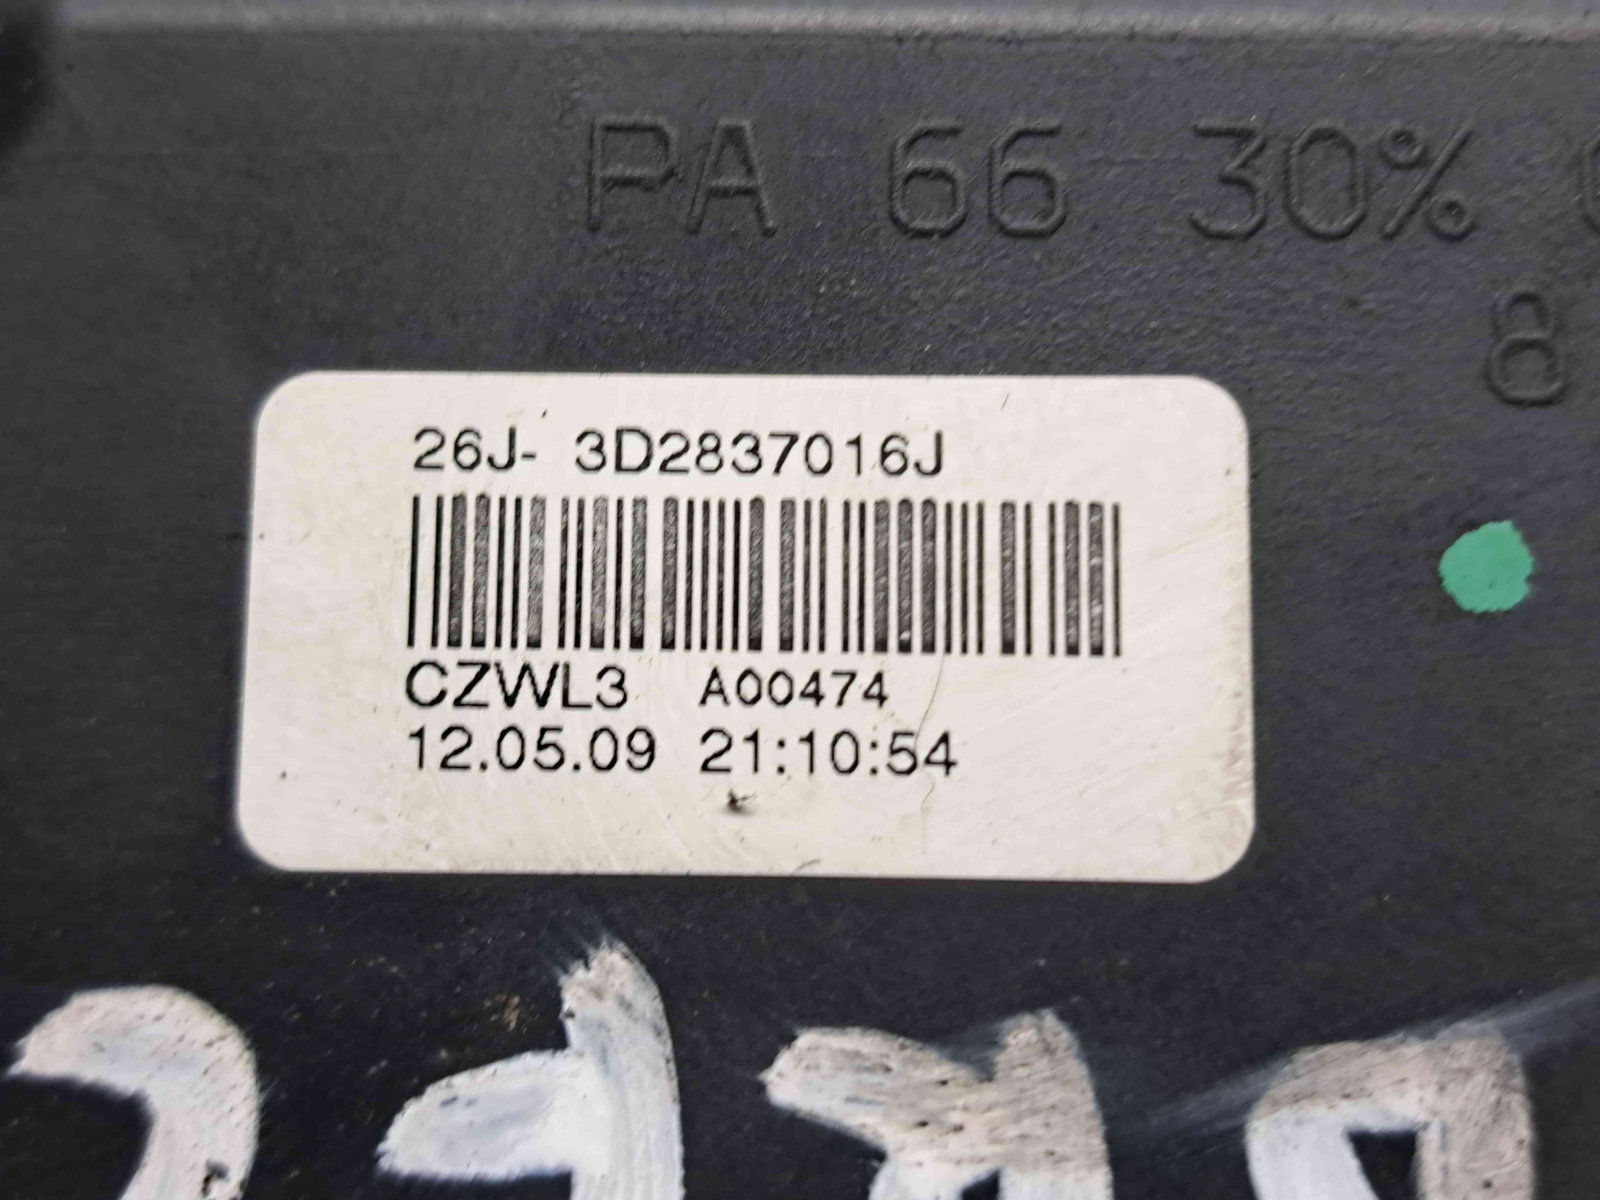 PA 66 30%
8
26J- 3D2837016J
CZWL3 A00474
12.05.09 21:10:54